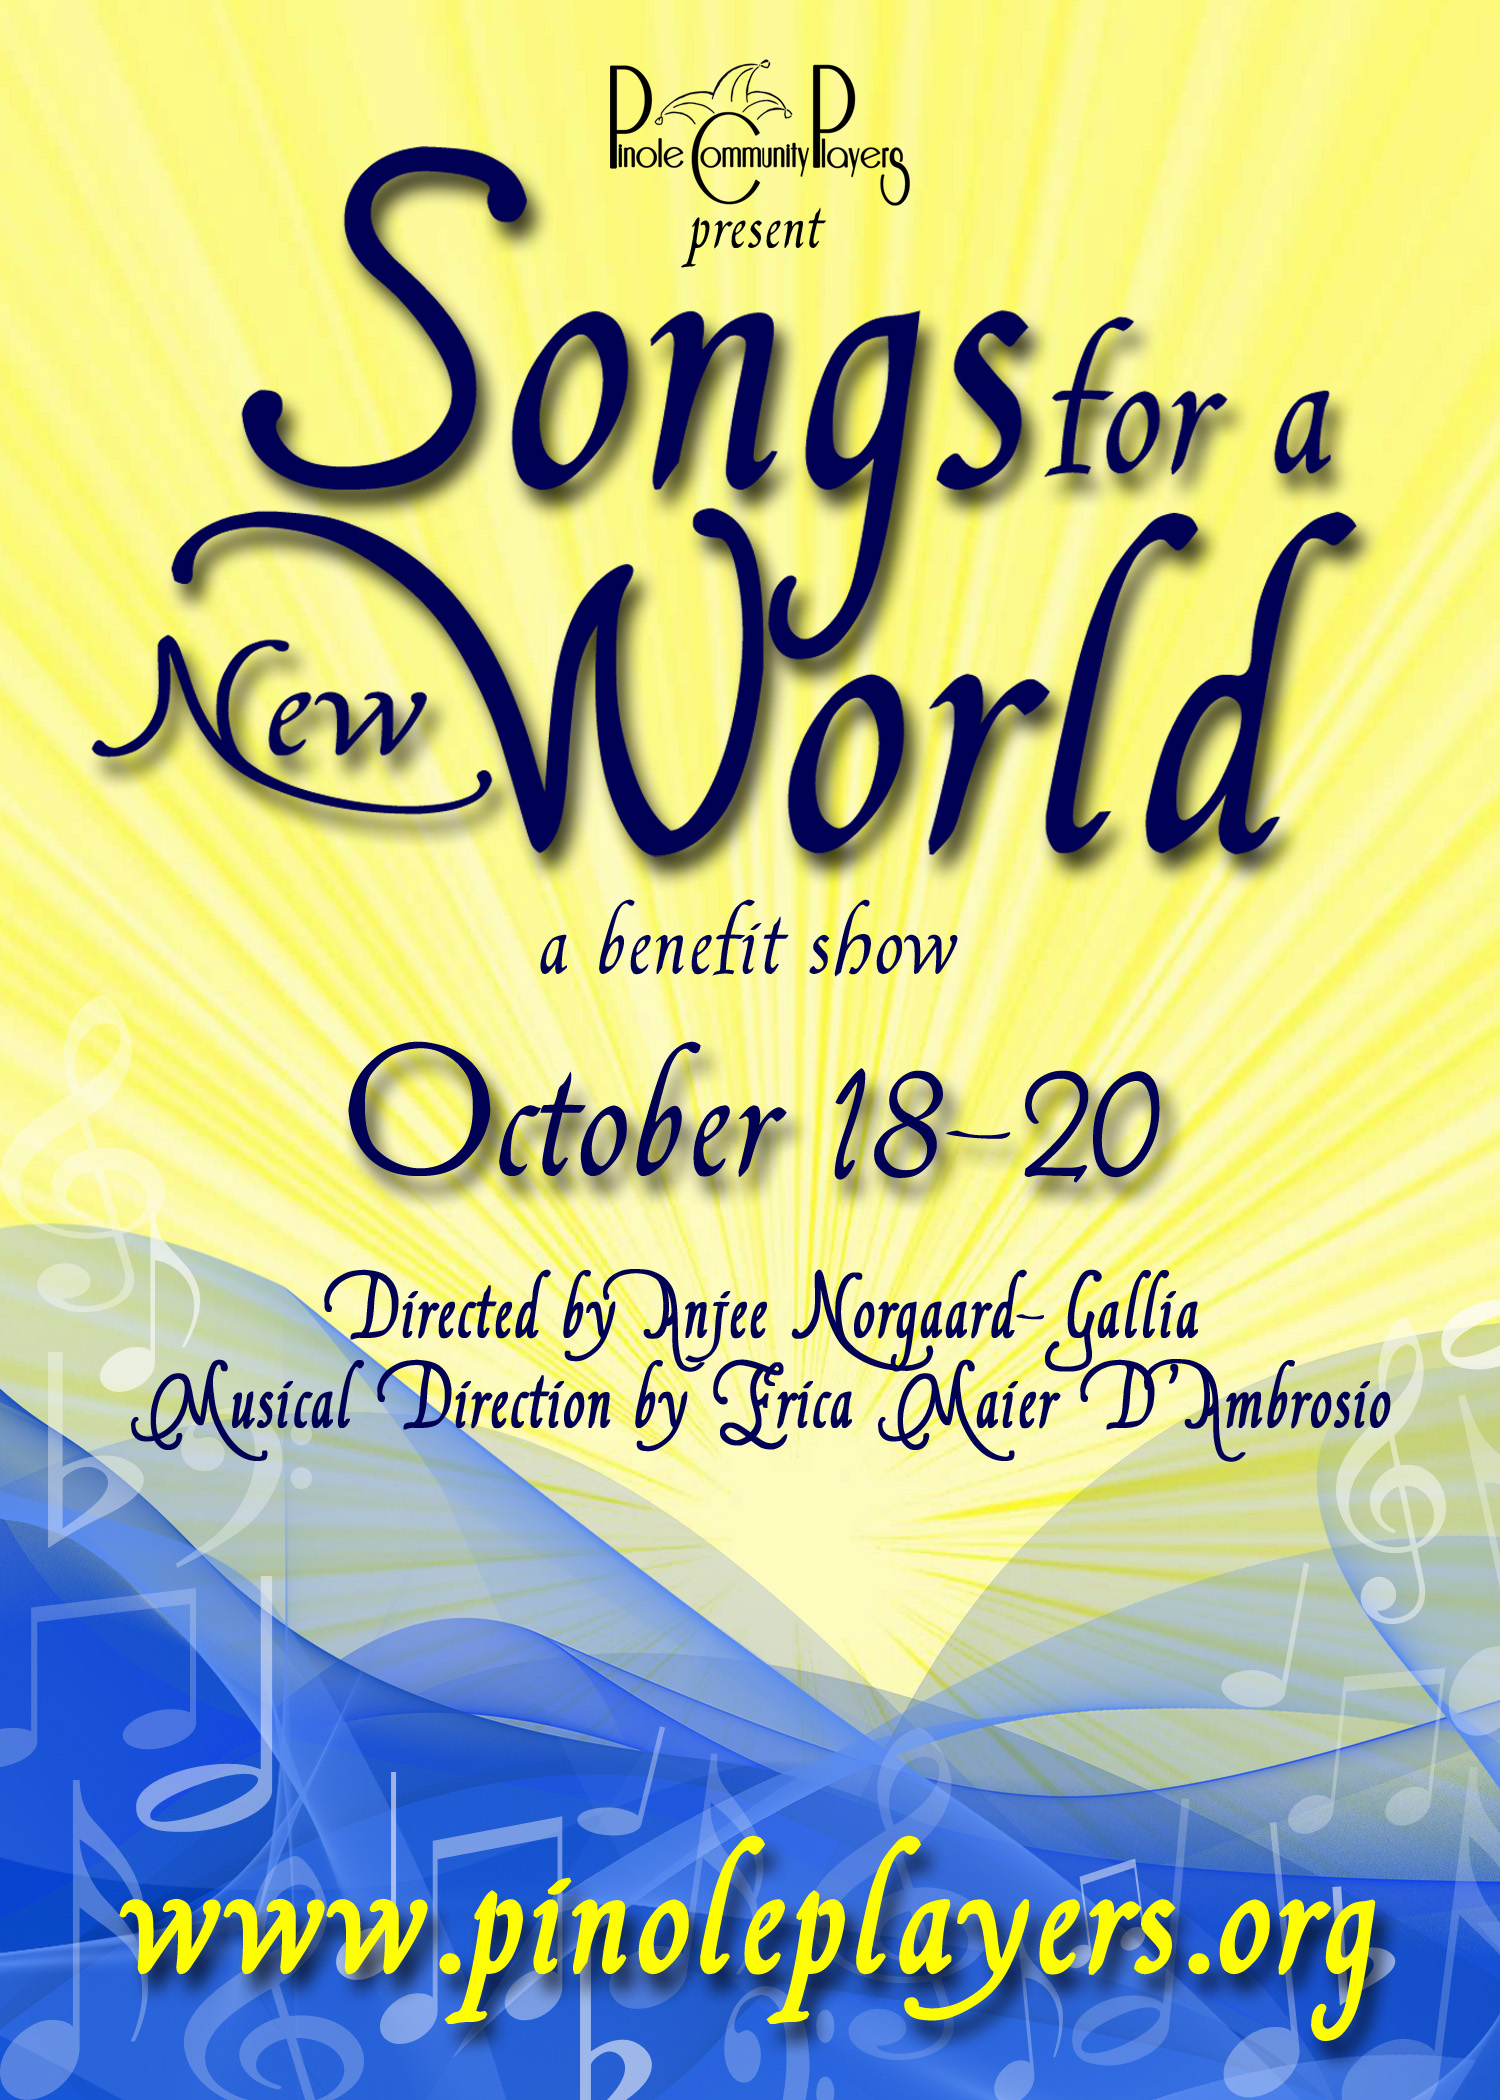 Pinole Community Players
present
Songs for a
New World
a benefit show
October 18-20
Directed by Anjee Norgaard-Gallia
Musical Direction by Erica Maier D'Ambrosio
www.pinoleplayers.org